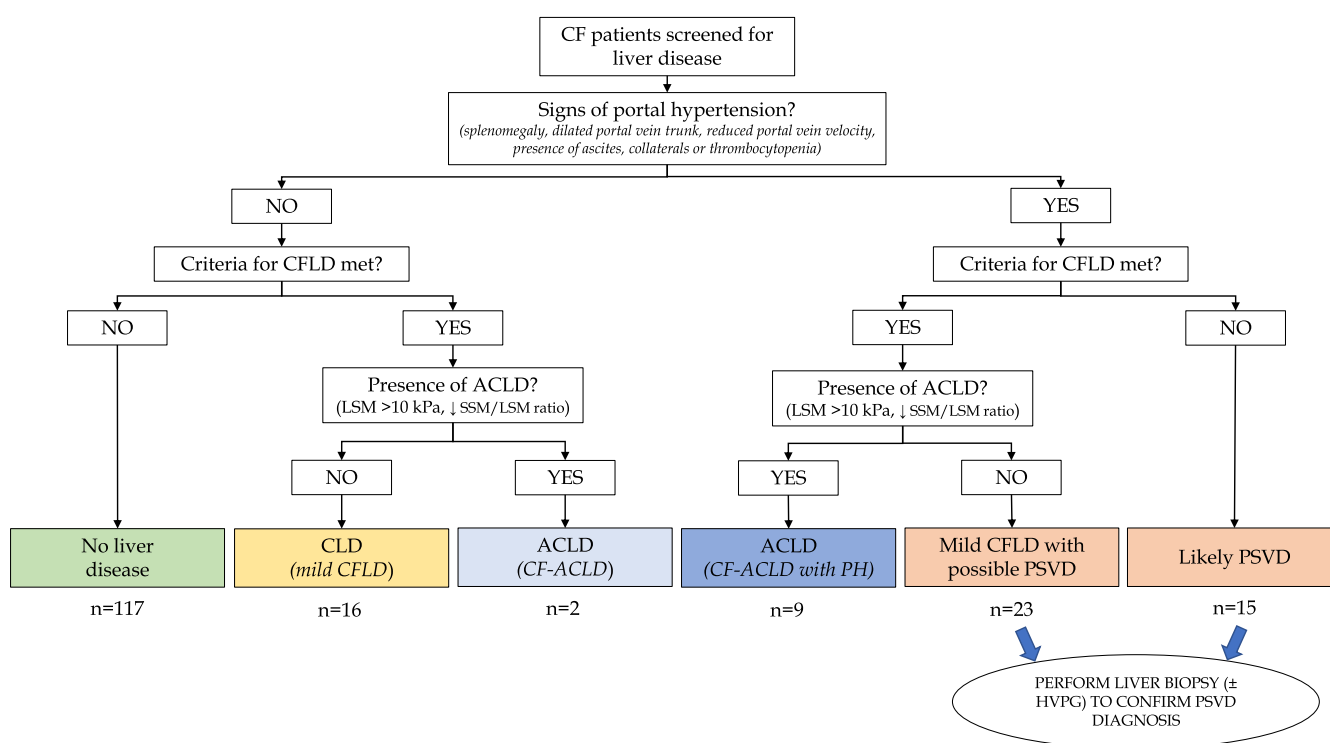 CF patients screened for
liver disease
Signs of portal hypertension?
(splenomegaly, dilated portal vein trunk, reduced portal vein velocity,
presence of ascites, collaterals or thrombocytopenia)
NO
YES
Criteria for CFLD met?
Criteria for CFLD met?
NO
YES
YES
NO
Presence of ACLD?
(LSM >10 kPa, ↓ SSM/LSM ratio)
Presence of ACLD?
(LSM >10 kPa, ↓ SSM/LSM ratio)
NO
YES
YES
NO
No liver
disease
CLD
(mild CFLD)
ACLD
(CF-ACLD)
ACLD
(CF-ACLD with PH)
Mild CFLD with
possible PSVD
Likely PSVD
n=117
n=16
n=2
n=9
n=23
n=15
PERFORM LIVER BIOPSY (±
HVPG) TO CONFIRM PSVD
DIAGNOSIS